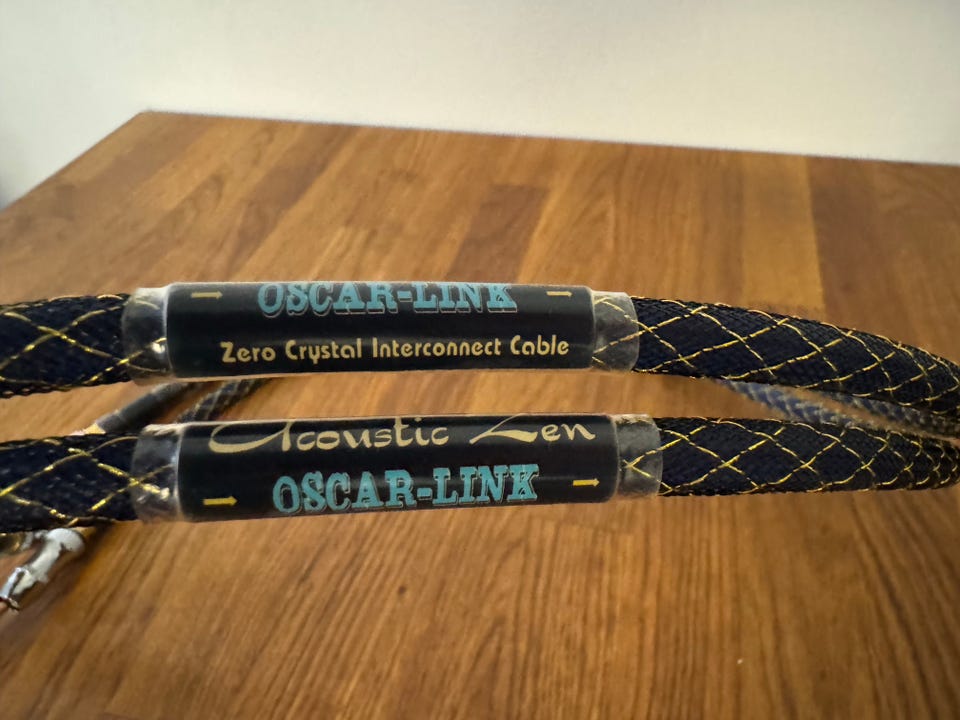 OSCAR-LINK
Zero Crystal Interconnect Cable
Acoustic Zen
OSCAR-LINK